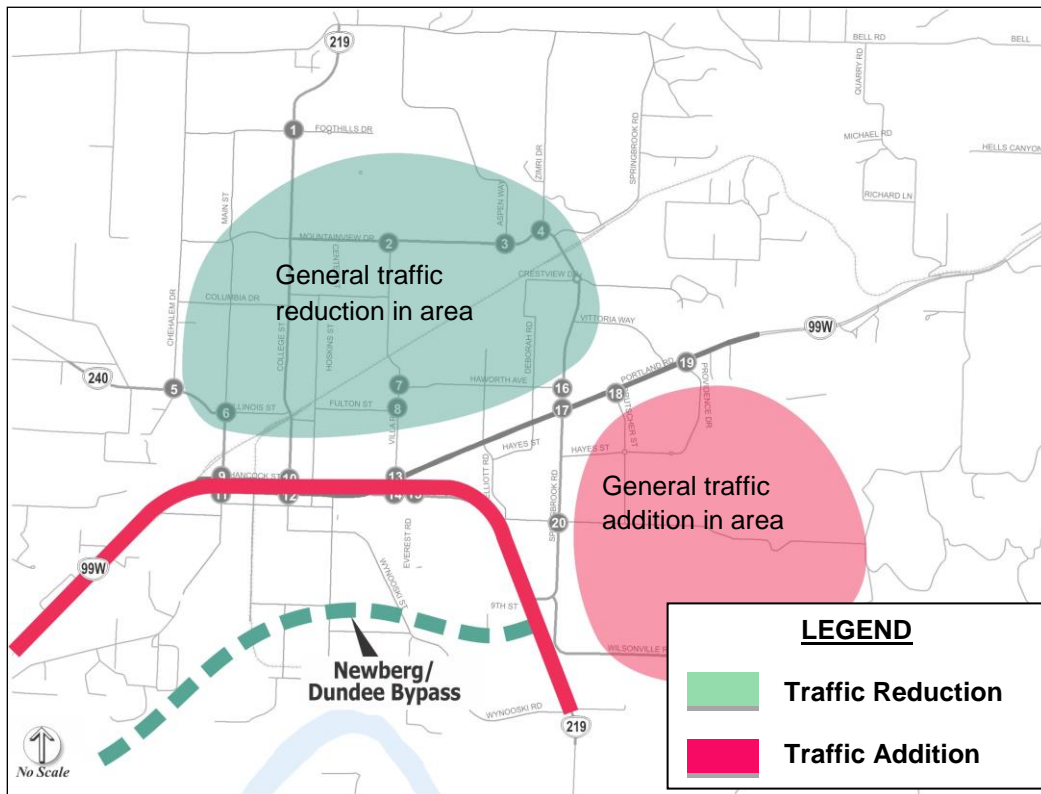 219
BELL RD
BELL
QUARRY RD
1
FOOTHILLS DR
MICHAEL RD
HELLS CANYON
ZIMRI DR
SPRINGBROOK RD
ASPEN WAY
MAIN ST
RICHARD LN
MOUNTAINVIEW DR
2
3
4
General traffic
reduction in area
CRESTVIEW DR
COLUMBIA DR
CHEHALEM DR
COLLEGE ST
HOSKINS ST
DEBORAH RD
VITTORIA WAY
99W
240
5
6
ILLINOIS ST
FULTON ST
7
8
HAWORTH AVE
16
17
18
PORTLAND RD
19
PROVIDENCE DR
HAYES ST
HAYES ST
9
HANCOCK ST
10
11
12
13
14
15
ELLIOTT RD
SPRINGBROOK RD
20
General traffic
addition in area
EVEREST RD
WYNOOSKI ST
99W
9TH ST
WILSONVILLE
Newberg/
Dundee Bypass
WYNOOSKI RD
219
No Scale
LEGEND
Traffic Reduction
Traffic Addition